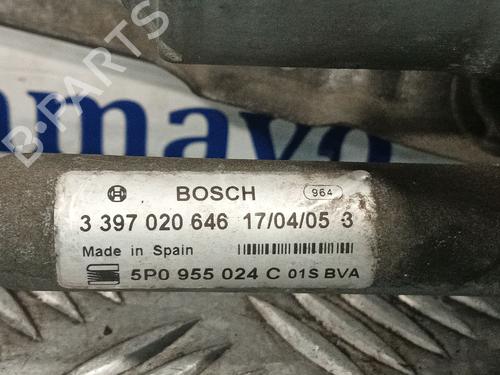 amayo
B-PARTS
BOSCH 964
3 397 020 646 17/04/05 3
Made in Spain
5P0 955 024 C 01S BVA